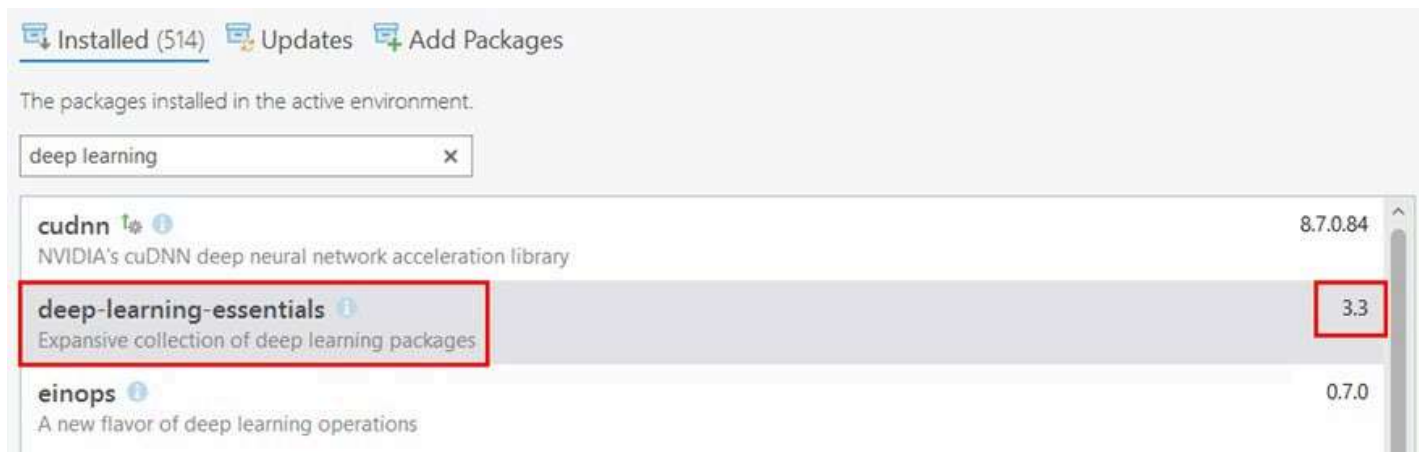 Installed (514) Updates Add Packages
The packages installed in the active environment.
deep learning
cudnn 8.7.0.84
NVIDIA's cuDNN deep neural network acceleration library
deep-learning-essentials 3.3
Expansive collection of deep learning packages
einops 0.7.0
A new flavor of deep learning operations